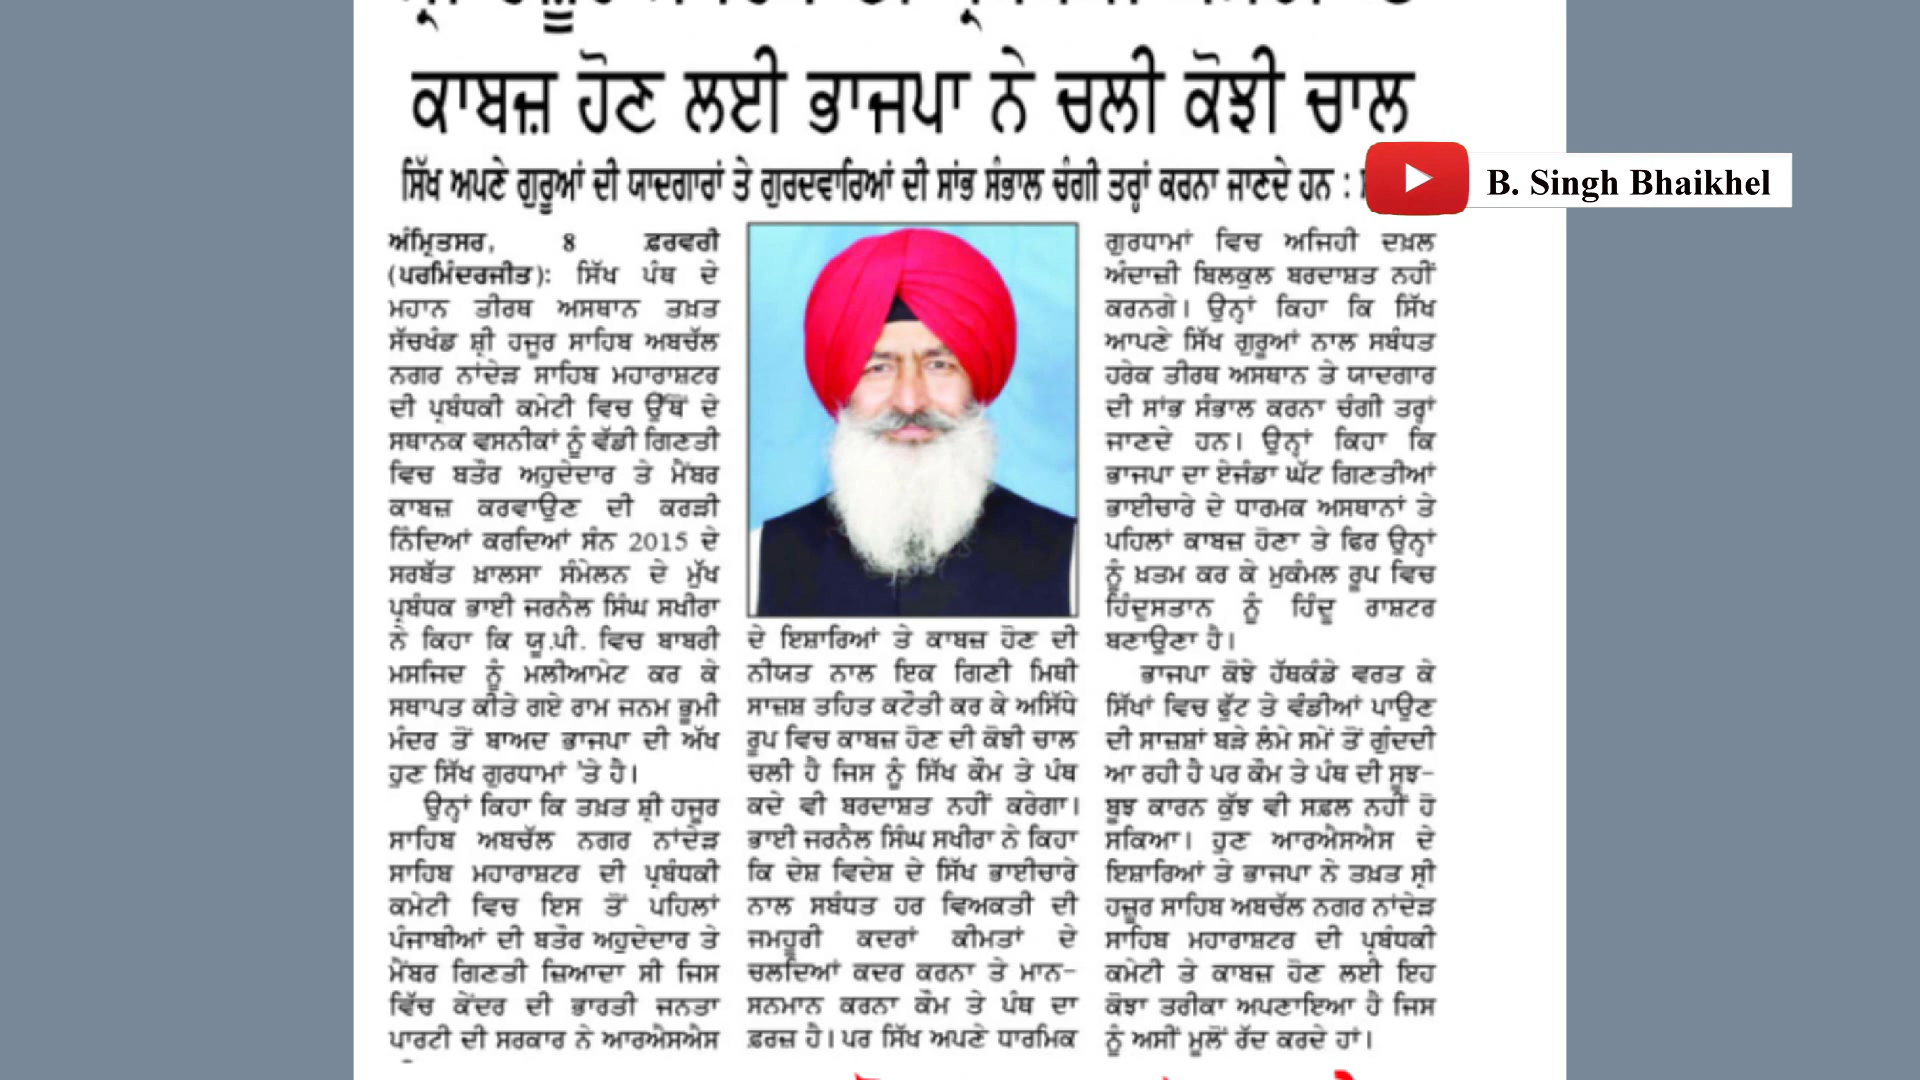 ਕਾਬਜ਼ ਹੋਣ ਲਈ ਭਾਜਪਾ ਨੇ ਚਲੀ ਕੋਝੀ ਚਾਲ
ਸਿੱਖ ਅਪਣੇ ਗੁਰੂਆਂ ਦੀ ਯਾਦਗਾਰਾਂ ਤੇ ਗੁਰਦਵਾਰਿਆਂ ਦੀ ਸਾਂਭ ਸੰਭਾਲ ਚੰਗੀ ਤਰ੍ਹਾਂ ਕਰਨਾ ਜਾਣਦੇ ਹਨ :
B. Singh Bhaikhel
ਅੰਮ੍ਰਿਤਸਰ, 8 ਫ਼ਰਵਰੀ
(ਪਰਮਿੰਦਰਜੀਤ): ਸਿੱਖ ਪੰਥ ਦੇ
ਮਹਾਨ ਤੀਰਥ ਅਸਥਾਨ ਤਖ਼ਤ
ਸੱਚਖੰਡ ਸ਼੍ਰੀ ਹਜੂਰ ਸਾਹਿਬ ਅਬਚੱਲ
ਨਗਰ ਨਾਂਦੇੜ ਸਾਹਿਬ ਮਹਾਰਾਸ਼ਟਰ
ਦੀ ਪ੍ਰਬੰਧਕੀ ਕਮੇਟੀ ਵਿਚ ਉੱਥੋਂ ਦੇ
ਸਥਾਨਕ ਵਸਨੀਕਾਂ ਨੂੰ ਵੱਡੀ ਗਿਣਤੀ
ਵਿਚ ਬਤੌਰ ਅਹੁਦੇਦਾਰ ਤੇ ਮੈਂਬਰ
ਕਾਬਜ਼ ਕਰਵਾਉਣ ਦੀ ਕਰੜੀ
ਨਿੰਦਿਆਂ ਕਰਦਿਆਂ ਸੰਨ 2015 ਦੇ
ਸਰਬੱਤ ਖ਼ਾਲਸਾ ਸੰਮੇਲਨ ਦੇ ਮੁੱਖ
ਪ੍ਰਬੰਧਕ ਭਾਈ ਜਰਨੈਲ ਸਿੰਘ ਸਖੀਰਾ
ਨੇ ਕਿਹਾ ਕਿ ਯੂ.ਪੀ. ਵਿਚ ਬਾਬਰੀ
ਮਸਜਿਦ ਨੂੰ ਮਲੀਆਮੇਟ ਕਰ ਕੇ
ਸਥਾਪਤ ਕੀਤੇ ਗਏ ਰਾਮ ਜਨਮ ਭੂਮੀ
ਮੰਦਰ ਤੋਂ ਬਾਅਦ ਭਾਜਪਾ ਦੀ ਅੱਖ
ਹੁਣ ਸਿੱਖ ਗੁਰਧਾਮਾਂ 'ਤੇ ਹੈ।
ਉਨ੍ਹਾਂ ਕਿਹਾ ਕਿ ਤਖ਼ਤ ਸ਼੍ਰੀ ਹਜੂਰ
ਸਾਹਿਬ ਅਬਚੱਲ ਨਗਰ ਨਾਂਦੇੜ
ਸਾਹਿਬ ਮਹਾਰਾਸ਼ਟਰ ਦੀ ਪ੍ਰਬੰਧਕੀ
ਕਮੇਟੀ ਵਿਚ ਇਸ ਤੋਂ ਪਹਿਲਾਂ
ਪੰਜਾਬੀਆਂ ਦੀ ਬਤੌਰ ਅਹੁਦੇਦਾਰ ਤੇ
ਮੈਂਬਰ ਗਿਣਤੀ ਜ਼ਿਆਦਾ ਸੀ ਜਿਸ
ਵਿੱਚ ਕੇਂਦਰ ਦੀ ਭਾਰਤੀ ਜਨਤਾ
ਪਾਰਟੀ ਦੀ ਸਰਕਾਰ ਨੇ ਆਰਐਸਐਸ
ਦੇ ਇਸ਼ਾਰਿਆਂ ਤੇ ਕਾਬਜ਼ ਹੋਣ ਦੀ
ਨੀਯਤ ਨਾਲ ਇਕ ਗਿਣੀ ਮਿਥੀ
ਸਾਜ਼ਸ਼ ਤਹਿਤ ਕਟੌਤੀ ਕਰ ਕੇ ਅਸਿੱਧੇ
ਰੂਪ ਵਿਚ ਕਾਬਜ਼ ਹੋਣ ਦੀ ਕੋਝੀ ਚਾਲ
ਚਲੀ ਹੈ ਜਿਸ ਨੂੰ ਸਿੱਖ ਕੌਮ ਤੇ ਪੰਥ
ਕਦੇ ਵੀ ਬਰਦਾਸ਼ਤ ਨਹੀਂ ਕਰੇਗਾ।
ਭਾਈ ਜਰਨੈਲ ਸਿੰਘ ਸਖੀਰਾ ਨੇ ਕਿਹਾ
ਕਿ ਦੇਸ਼ ਵਿਦੇਸ਼ ਦੇ ਸਿੱਖ ਭਾਈਚਾਰੇ
ਨਾਲ ਸਬੰਧਤ ਹਰ ਵਿਅਕਤੀ ਦੀ
ਜਮਹੂਰੀ ਕਦਰਾਂ ਕੀਮਤਾਂ ਦੇ
ਚਲਦਿਆਂ ਕਦਰ ਕਰਨਾ ਤੇ ਮਾਨ-
ਸਨਮਾਨ ਕਰਨਾ ਕੌਮ ਤੇ ਪੰਥ ਦਾ
ਫ਼ਰਜ਼ ਹੈ। ਪਰ ਸਿੱਖ ਅਪਣੇ ਧਾਰਮਿਕ
ਗੁਰਧਾਮਾਂ ਵਿਚ ਅਜਿਹੀ ਦਖ਼ਲ
ਅੰਦਾਜ਼ੀ ਬਿਲਕੁਲ ਬਰਦਾਸ਼ਤ ਨਹੀਂ
ਕਰਨਗੇ। ਉਨ੍ਹਾਂ ਕਿਹਾ ਕਿ ਸਿੱਖ
ਆਪਣੇ ਸਿੱਖ ਗੁਰੂਆਂ ਨਾਲ ਸਬੰਧਤ
ਹਰੇਕ ਤੀਰਥ ਅਸਥਾਨ ਤੇ ਯਾਦਗਾਰ
ਦੀ ਸਾਂਭ ਸੰਭਾਲ ਕਰਨਾ ਚੰਗੀ ਤਰ੍ਹਾਂ
ਜਾਣਦੇ ਹਨ। ਉਨ੍ਹਾਂ ਕਿਹਾ ਕਿ
ਭਾਜਪਾ ਦਾ ਏਜੰਡਾ ਘੱਟ ਗਿਣਤੀਆਂ
ਭਾਈਚਾਰੇ ਦੇ ਧਾਰਮਕ ਅਸਥਾਨਾਂ ਤੇ
ਪਹਿਲਾਂ ਕਾਬਜ਼ ਹੋਣਾ ਤੇ ਫਿਰ ਉਨ੍ਹਾਂ
ਨੂੰ ਖ਼ਤਮ ਕਰ ਕੇ ਮੁਕੰਮਲ ਰੂਪ ਵਿਚ
ਹਿੰਦੁਸਤਾਨ ਨੂੰ ਹਿੰਦੂ ਰਾਸ਼ਟਰ
ਬਣਾਉਣਾ ਹੈ।
ਭਾਜਪਾ ਕੋਝੇ ਹੱਥਕੰਡੇ ਵਰਤ ਕੇ
ਸਿੱਖਾਂ ਵਿਚ ਫੁੱਟ ਤੇ ਵੰਡੀਆਂ ਪਾਉਣ
ਦੀ ਸਾਜ਼ਸ਼ਾਂ ਬੜੇ ਲੰਮੇ ਸਮੇਂ ਤੋਂ ਗੁੰਦਦੀ
ਆ ਰਹੀ ਹੈ ਪਰ ਕੌਮ ਤੇ ਪੰਥ ਦੀ ਸੂਝ-
ਬੂਝ ਕਾਰਨ ਕੁੱਝ ਵੀ ਸਫ਼ਲ ਨਹੀਂ ਹੋ
ਸਕਿਆ। ਹੁਣ ਆਰਐਸਐਸ ਦੇ
ਇਸ਼ਾਰਿਆਂ ਤੇ ਭਾਜਪਾ ਨੇ ਤਖ਼ਤ ਸ੍ਰੀ
ਹਜ਼ੂਰ ਸਾਹਿਬ ਅਬਚੱਲ ਨਗਰ ਨਾਂਦੇੜ
ਸਾਹਿਬ ਮਹਾਰਾਸ਼ਟਰ ਦੀ ਪ੍ਰਬੰਧਕੀ
ਕਮੇਟੀ ਤੇ ਕਾਬਜ਼ ਹੋਣ ਲਈ ਇਹ
ਕੋਝਾ ਤਰੀਕਾ ਅਪਣਾਇਆ ਹੈ ਜਿਸ
ਨੂੰ ਅਸੀਂ ਮੂਲੋਂ ਰੱਦ ਕਰਦੇ ਹਾਂ।